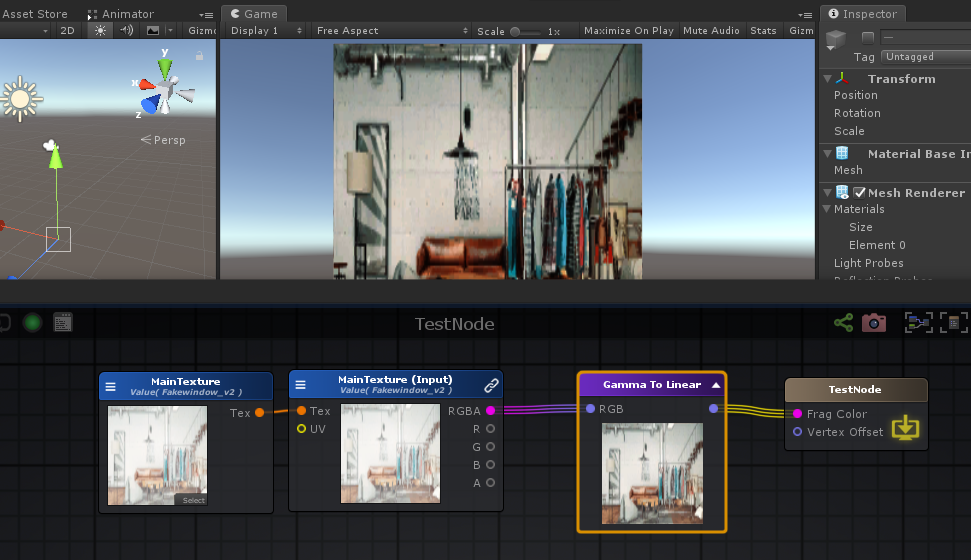 Asset Store
Animator
Game
Inspector
2D
Gizmo
Display 1
Free Aspect
Scale
1x
Maximize On Play
Mute Audio
Stats
Gizm
Tag
Untagged
y
x
z
Persp
Transform
Position
Rotation
Scale
Material Base In
Mesh
Mesh Renderer
Materials
Size
Element 0
Light Probes
TestNode
MainTexture
Value( Fakewindow_v2 )
Tex
Select
MainTexture (Input)
Value( Fakewindow_v2 )
Tex
RGBA
UV
R
G
B
A
Gamma To Linear
RGB
TestNode
Frag Color
Vertex Offset